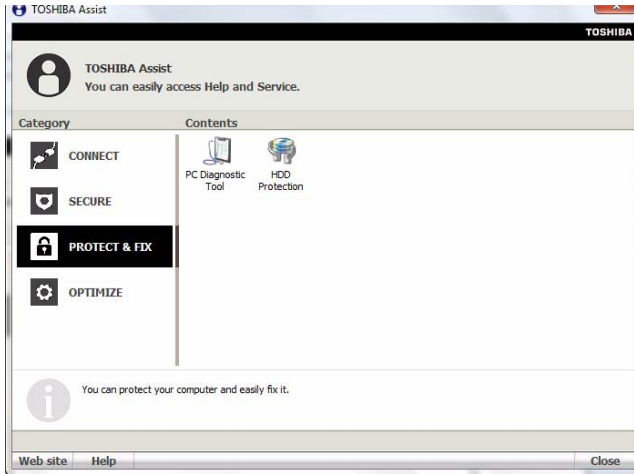 TOSHIBA Assist
TOSHIBA
TOSHIBA Assist
You can easily access Help and Service.
Category
Contents
CONNECT
SECURE
PROTECT & FIX
OPTIMIZE
PC Diagnostic
Tool
HDD
Protection
You can protect your computer and easily fix it.
Web site
Help
Close